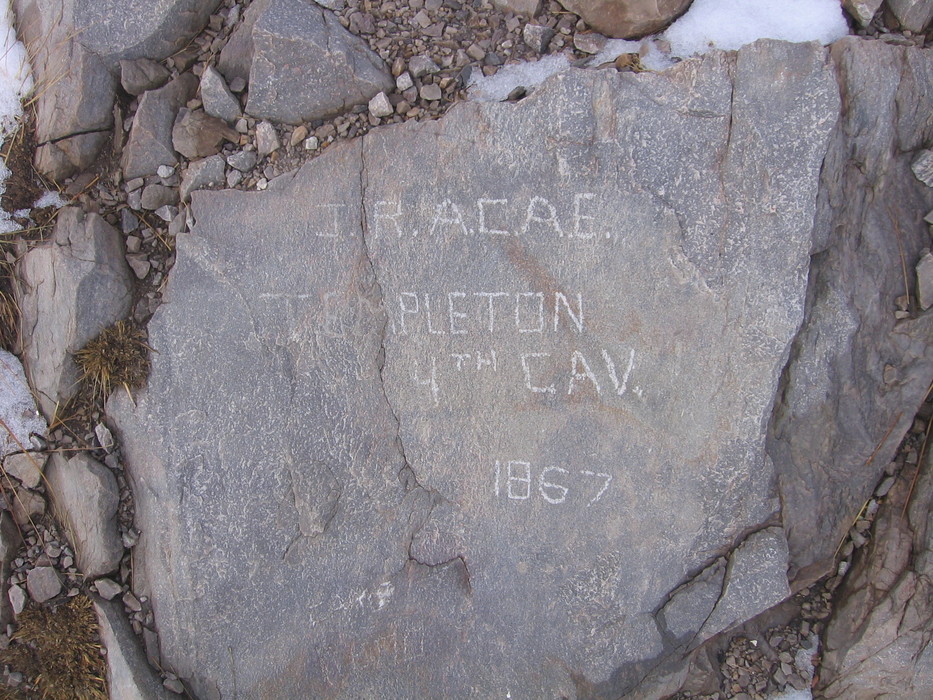 J.R. A.C.A.E.
TEMPLETON
4TH CAV.
1867